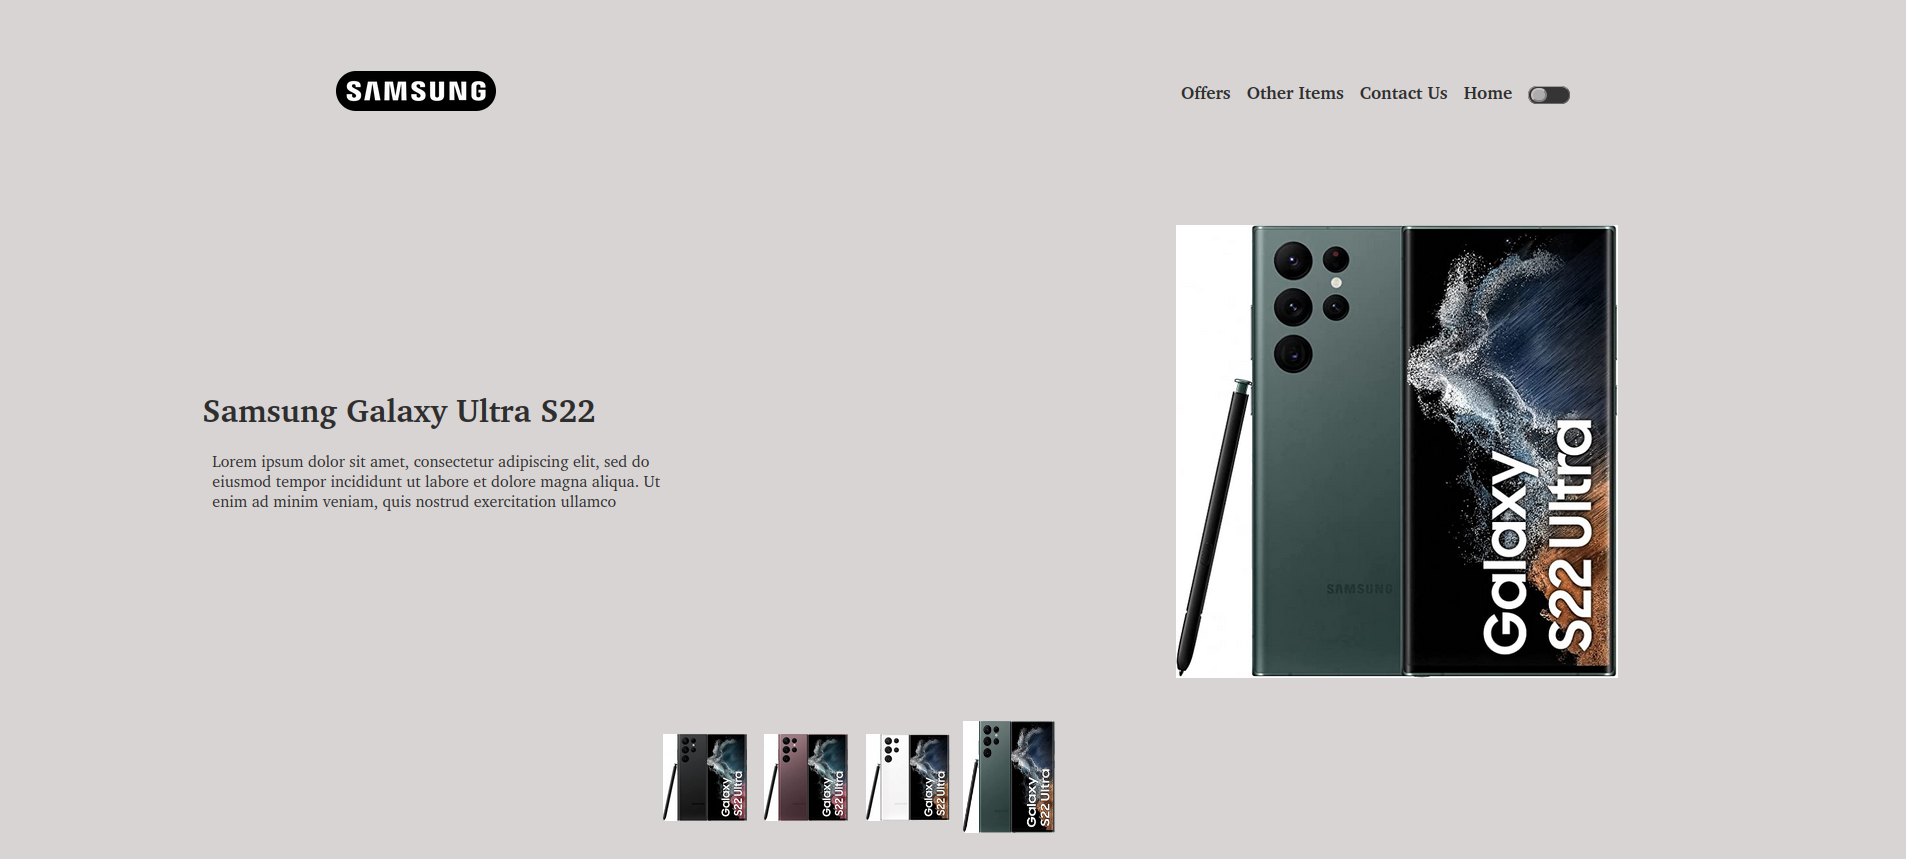 SAMSUNG
Offers Other Items Contact Us Home
Samsung Galaxy Ultra S22
Lorem ipsum dolor sit amet, consectetur adipiscing elit, sed do
eiusmod tempor incididunt ut labore et dolore magna aliqua. Ut
enim ad minim veniam, quis nostrud exercitation ullamco
SAMSUNG
Galaxy
S22 Ultra
Galaxy
S22 Ultra
Galaxy
S22 Ultra
Galaxy
S22 Ultra
Galaxy
S22 Ultra